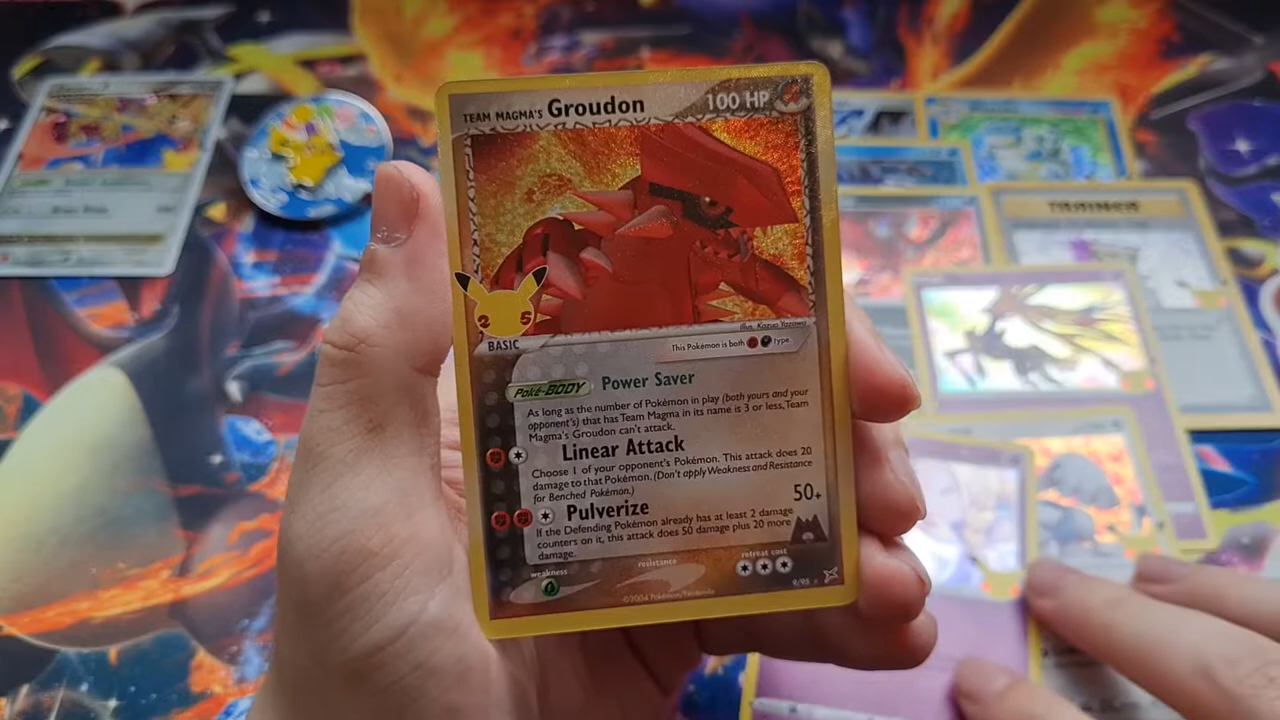 TEAM MAGMA'S Groudon 100 HP
Illus. Kazuo Yazawa
25
BASIC
This Pokémon is both type.
Poké-BODY Power Saver
As long as the number of Pokémon in play (both yours and your
opponent's) that has Team Magma in its name is 3 or less, Team
Magma's Groudon can't attack.
Linear Attack
Choose 1 of your opponent's Pokémon. This attack does 20
damage to that Pokémon. (Don't apply Weakness and Resistance
for Benched Pokémon.)
Pulverize 50+
If the Defending Pokémon already has at least 2 damage
counters on it, this attack does 50 damage plus 20 more
damage.
weakness resistance retreat cost
©2004 Pokémon/Nintendo 9/95
TRAINER